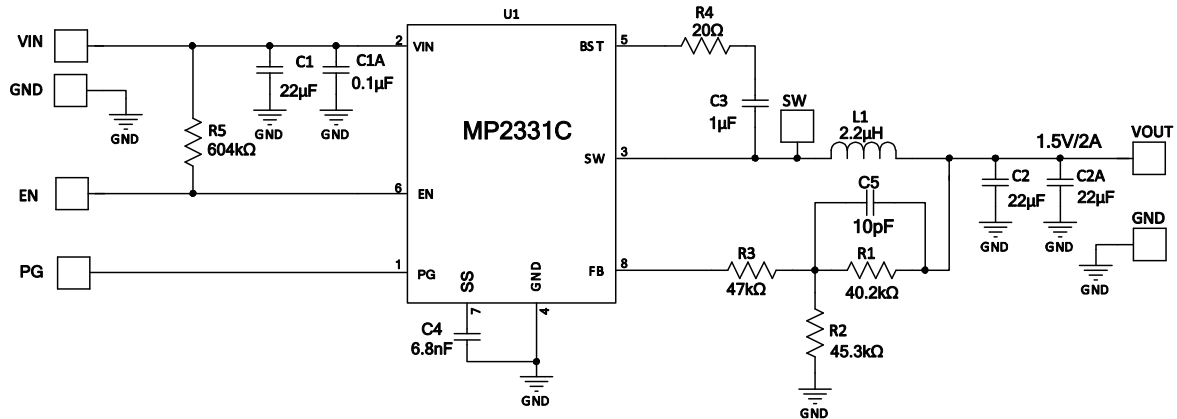 U1
MP2331C
VIN
GND
GND
R5
604kΩ
EN
PG
C1
22µF
GND
C1A
0.1µF
GND
2
VIN
6
EN
1
PG
SS
7
GND
4
C4
6.8nF
GND
BST
5
SW
3
FB
8
R4
20Ω
C3
1µF
SW
L1
2.2µH
1.5V/2A
VOUT
C2
22µF
GND
C2A
22µF
GND
GND
GND
C5
10pF
R3
47kΩ
R1
40.2kΩ
R2
45.3kΩ
GND